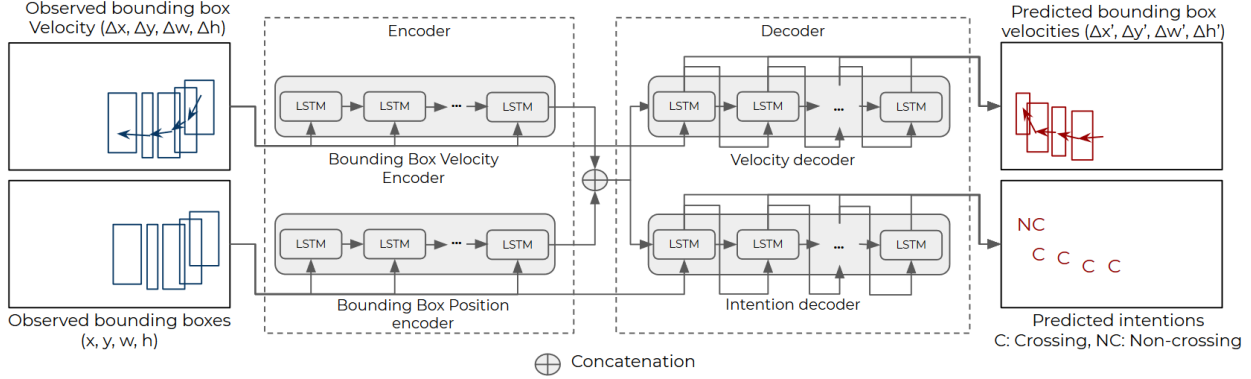 Observed bounding box
Velocity (Δx, Δy, Δw, Δh)
Encoder
Decoder
Predicted bounding box
velocities (Δx’, Δy’, Δw’, Δh’)
LSTM
LSTM
...
LSTM
LSTM
LSTM
...
LSTM
Bounding Box Velocity
Encoder
Velocity decoder
LSTM
LSTM
...
LSTM
LSTM
LSTM
...
LSTM
NC
C
C
C
C
Bounding Box Position
encoder
Intention decoder
Observed bounding boxes
(x, y, w, h)
Predicted intentions
C: Crossing, NC: Non-crossing
Concatenation